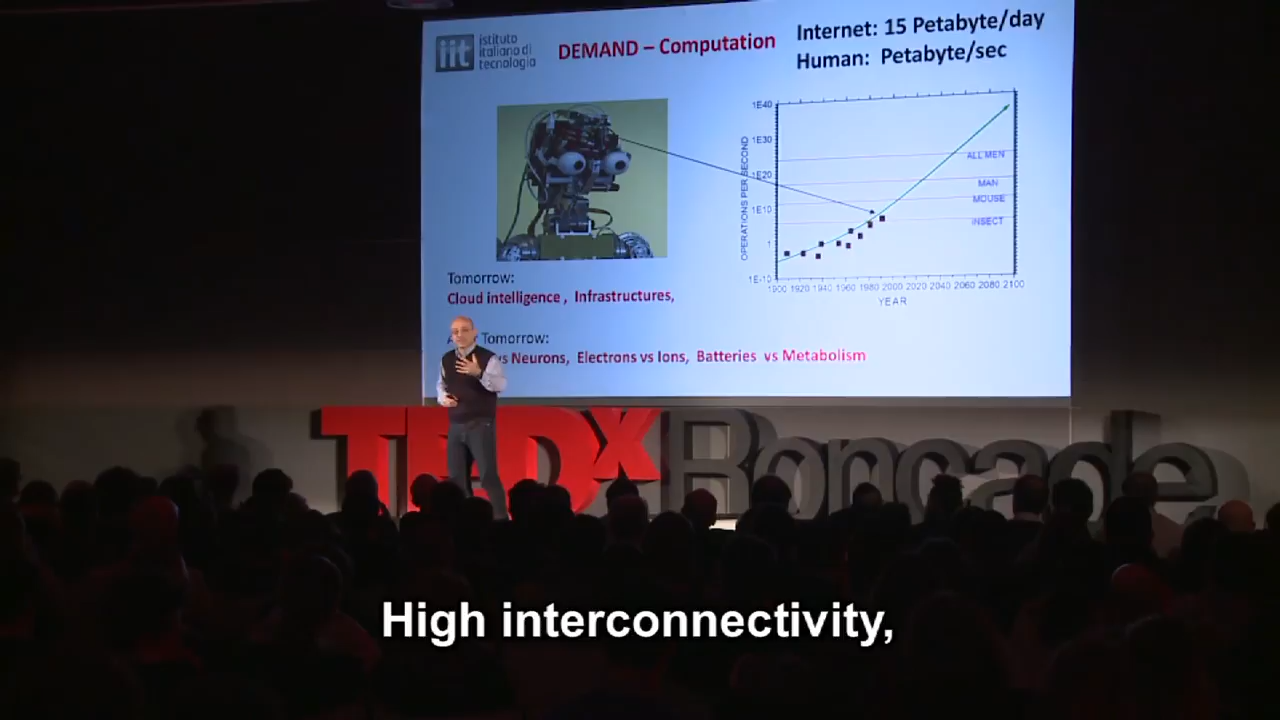 iit istituto
italiano di
tecnologia
DEMAND – Computation
Internet: 15 Petabyte/day
Human: Petabyte/sec
OPERATIONS PER SECOND
1E40
1E30
1E20
1E10
1
1E-10
ALL MEN
MAN
MOUSE
INSECT
1900 1920 1940 1960 1980 2000 2020 2040 2060 2080 2100
YEAR
Tomorrow:
Cloud intelligence , Infrastructures,
Tomorrow:
vs Neurons, Electrons vs Ions, Batteries vs Metabolism
TEDxRoncade
High interconnectivity,